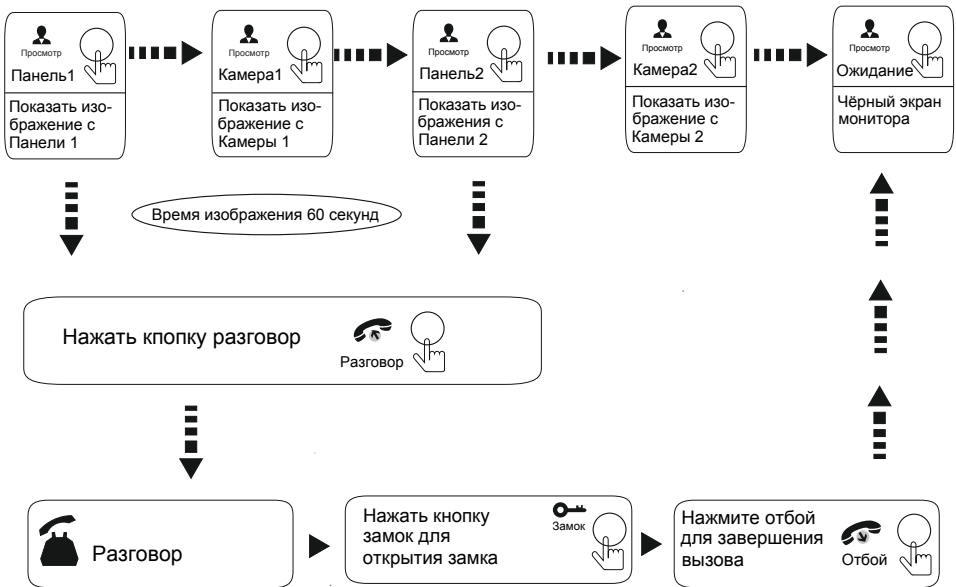 Просмотр
Панель1
Показать изо-
бражение с
Панели 1
Просмотр
Камера1
Показать изо-
бражение с
Камеры 1
Просмотр
Панель2
Показать изо-
бражения с
Панели 2
Просмотр
Камера2
Показать изо-
бражение с
Камеры 2
Просмотр
Ожидание
Чёрный экран
монитора
Время изображения 60 секунд
Нажать кпопку разговор
Разговор
Разговор
Нажать кнопку
замок для
открытия замка
Замок
Нажмите отбой
для завершения
вызова
Отбой